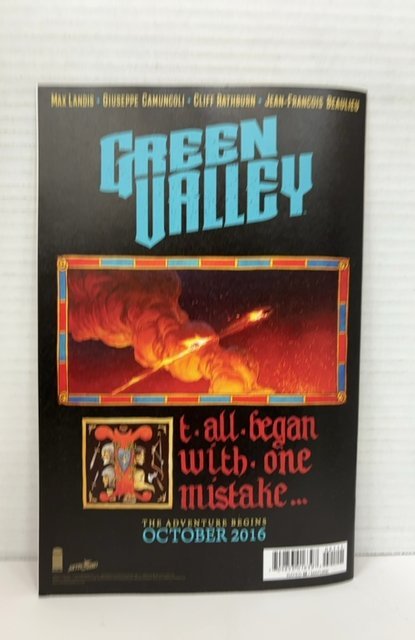 MAX LANDIS · GIUSEPPE CAMUNCOLI · CLIFF RATHBURN · JEAN-FRANCOIS BEAULIEU
GREEN
VALLEY
It·all·began
with·one
mistake...
THE ADVENTURE BEGINS
OCTOBER 2016